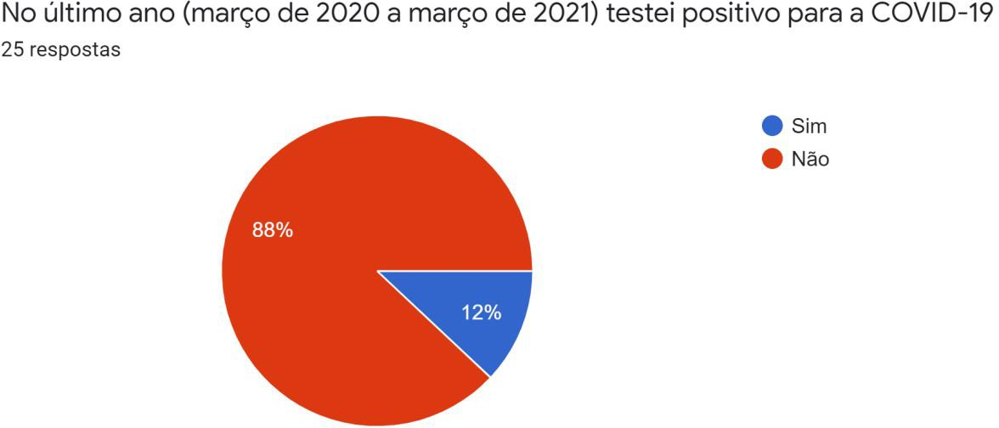 No último ano (março de 2020 a março de 2021) testei positivo para a COVID-19
25 respostas
Sim
Não
88%
12%